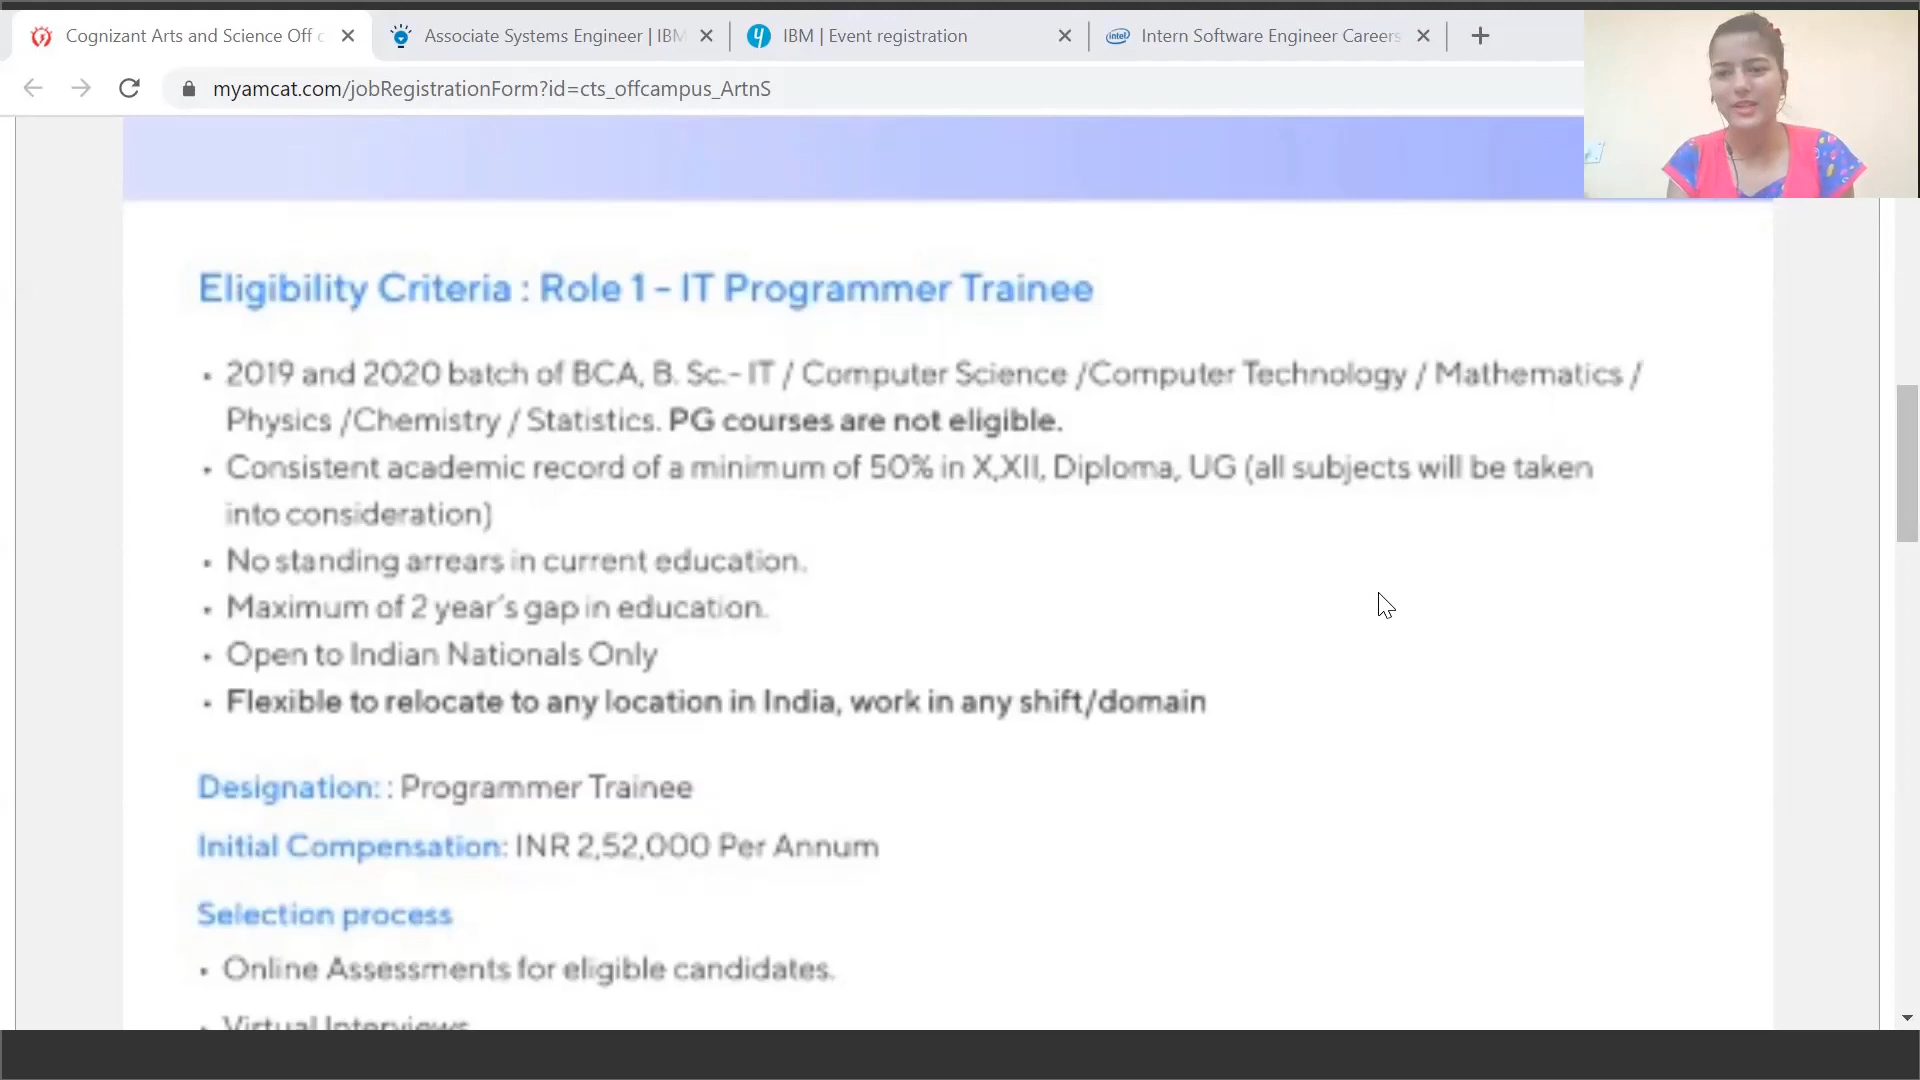 Cognizant Arts and Science Off c
Associate Systems Engineer | IBM
IBM | Event registration
intel
Intern Software Engineer Careers
myamcat.com/jobRegistrationForm?id=cts_offcampus_ArtnS
Eligibility Criteria : Role 1 - IT Programmer Trainee
• 2019 and 2020 batch of BCA, B. Sc.- IT / Computer Science /Computer Technology / Mathematics /
Physics /Chemistry / Statistics. PG courses are not eligible.
• Consistent academic record of a minimum of 50% in X,XII, Diploma, UG (all subjects will be taken
into consideration)
• No standing arrears in current education.
• Maximum of 2 year's gap in education.
• Open to Indian Nationals Only
• Flexible to relocate to any location in India, work in any shift/domain
Designation: : Programmer Trainee
Initial Compensation: INR 2,52,000 Per Annum
Selection process
• Online Assessments for eligible candidates.
• Virtual Interviews